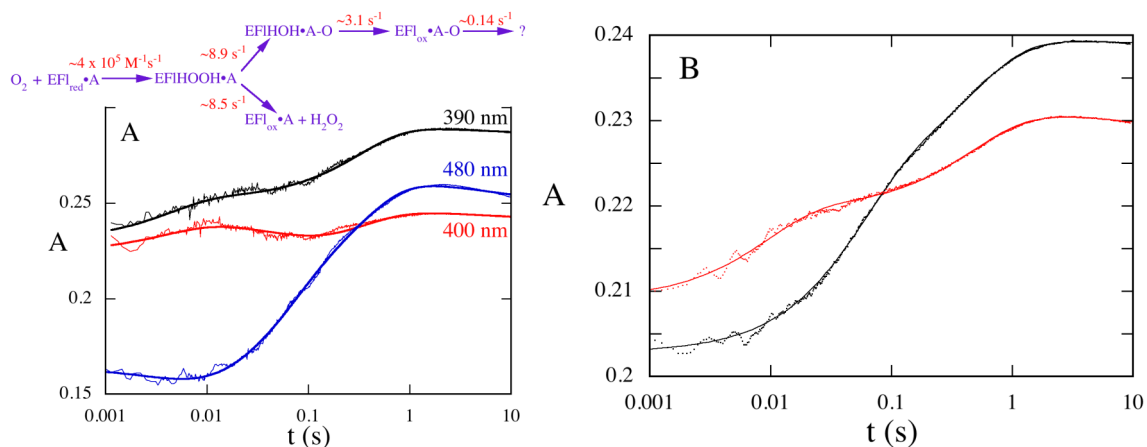 EFlHOH•A-O ~3.1 s⁻¹ EFlox•A-O ~0.14 s⁻¹ ?
~8.9 s⁻¹
~4 x 10⁵ M⁻¹s⁻¹
O₂ + EFlred•A EFlHOOH•A
~8.5 s⁻¹
EFlox•A + H₂O₂
A
390 nm
480 nm
400 nm
A
0.25
0.2
0.15
0.001 0.01 0.1 1 10
t (s)
B
A
0.24
0.23
0.22
0.21
0.2
0.001 0.01 0.1 1 10
t (s)